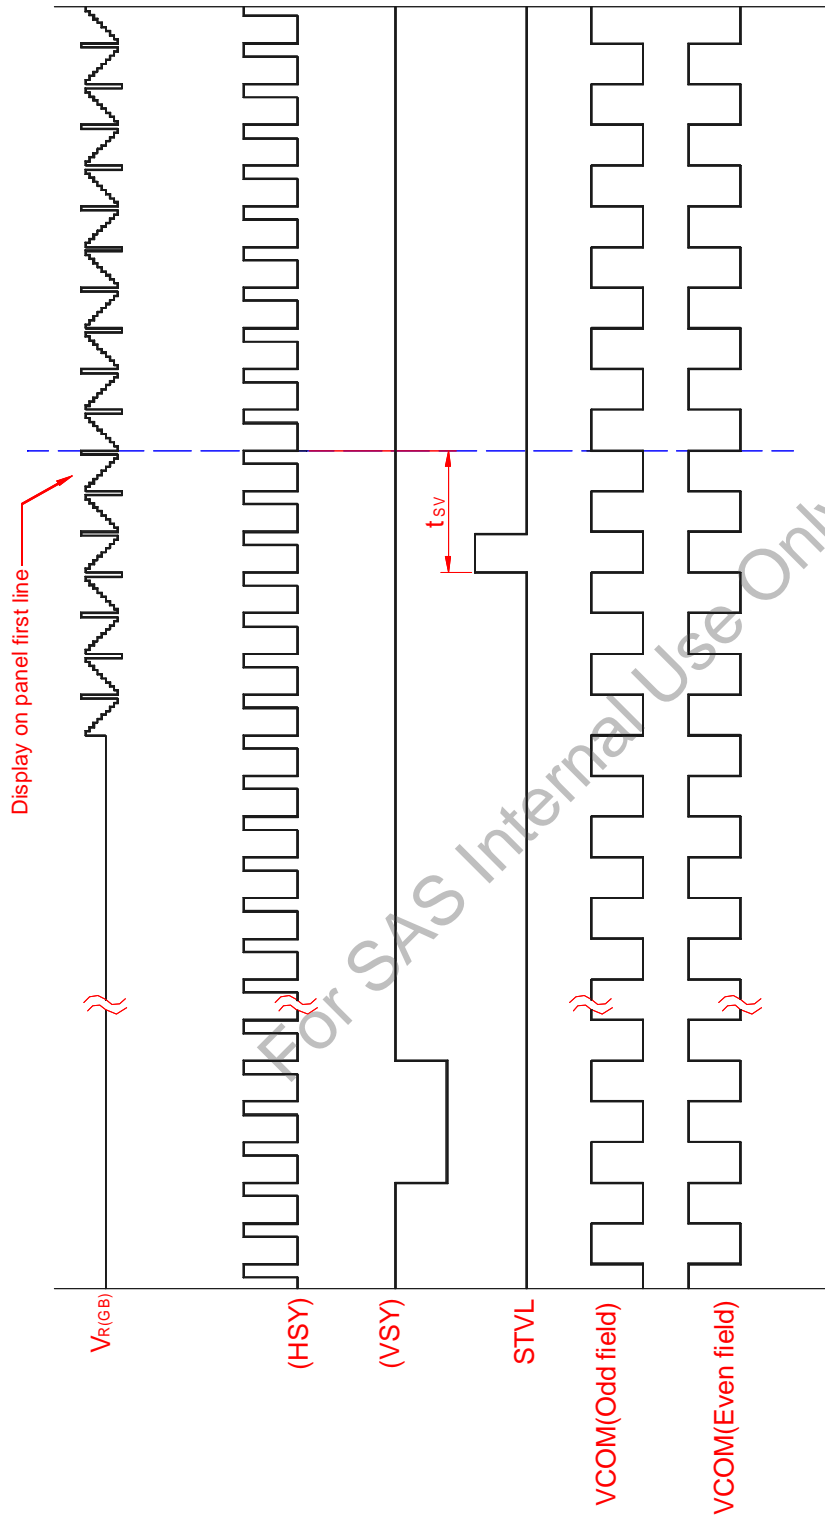 Display on panel first line
VR(GB)
(HSY)
(VSY)
tSV
STVL
VCOM(Odd field)
VCOM(Even field)
For SAS Internal Use Only